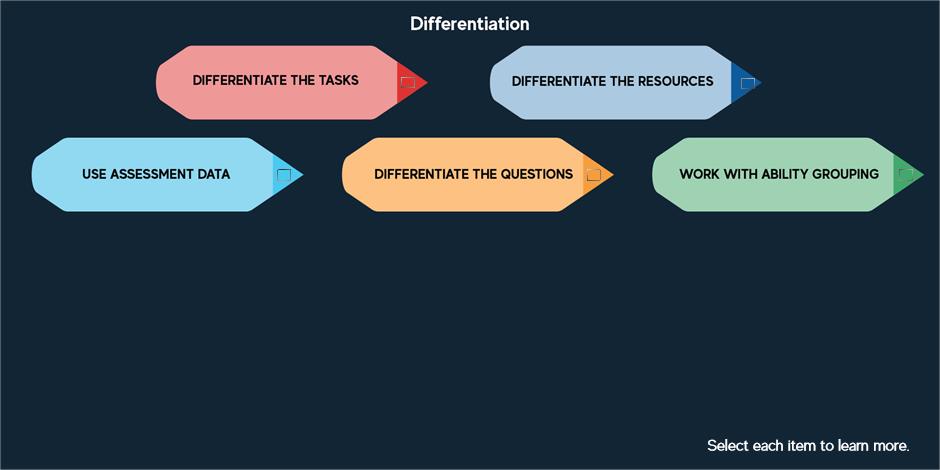 Differentiation
DIFFERENTIATE THE TASKS
DIFFERENTIATE THE RESOURCES
USE ASSESSMENT DATA
DIFFERENTIATE THE QUESTIONS
WORK WITH ABILITY GROUPING
Select each item to learn more.